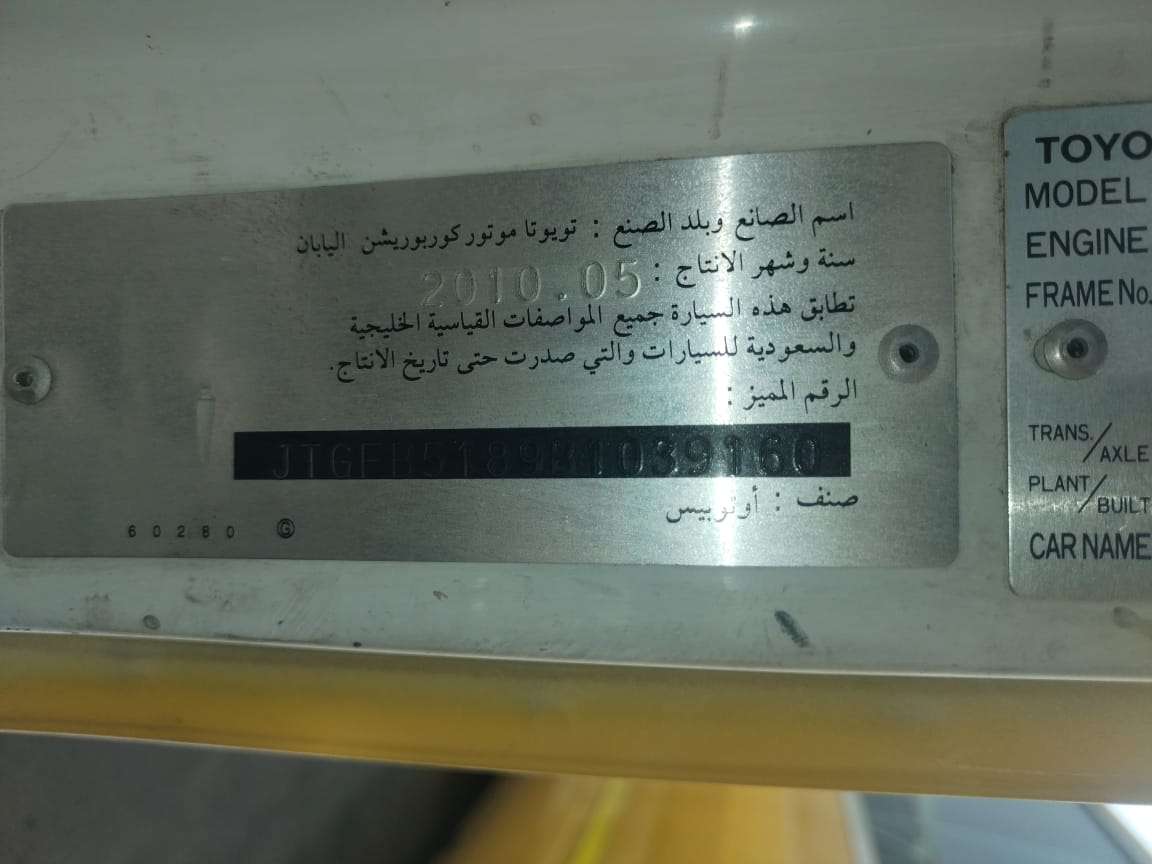 اسم الصانع وبلد الصنع : تويوتا موتور كوربوريشن اليابان
سنة وشهر الانتاج : 2010.05
تطابق هذه السيارة جميع المواصفات القياسية الخليجية
والسعودية للسيارات والتي صدرت حتى تاريخ الانتاج.
الرقم المميز :
JTGFB5189B1039160
صنف : أوتوبيس
60280 G
TOYO
MODEL
ENGINE
FRAME No.
TRANS./AXLE
PLANT/BUILT
CAR NAME